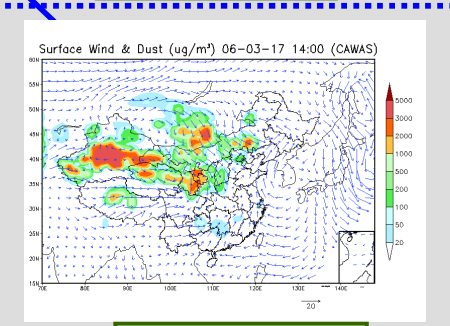 Surface Wind & Dust (ug/m³) 06-03-17 14:00 (CAWAS)
60N
55N
50N
45N
40N
35N
30N
25N
20N
15N
70E
80E
90E
100E
110E
120E
130E
140E
5000
3000
2000
1000
500
200
100
50
20
20